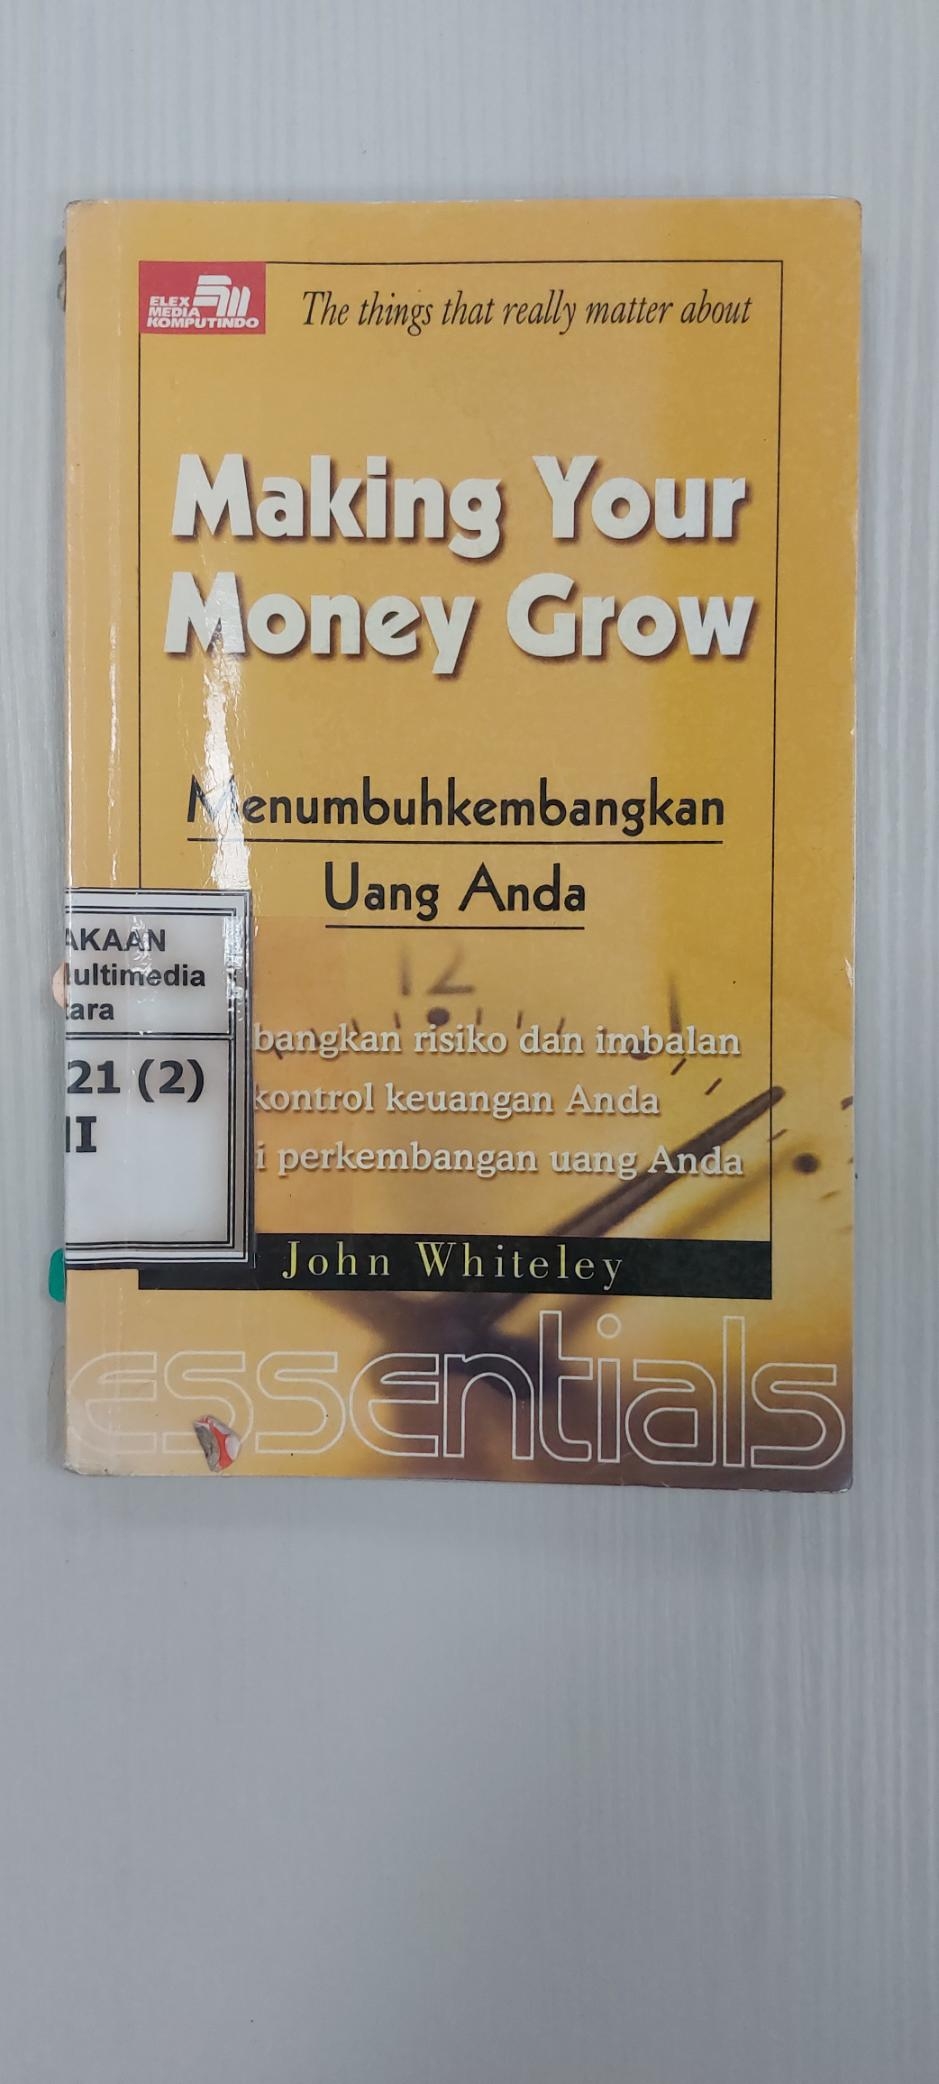 ELEX
MEDIA
KOMPUTINDO
The things that really matter about
Making Your
Money Grow
Menumbuhkembangkan
Uang Anda
AKAAN
ultimedia
tara
21 (2)
12
bangkan risiko dan imbalan
kontrol keuangan Anda
i perkembangan uang Anda
John Whiteley
essentials